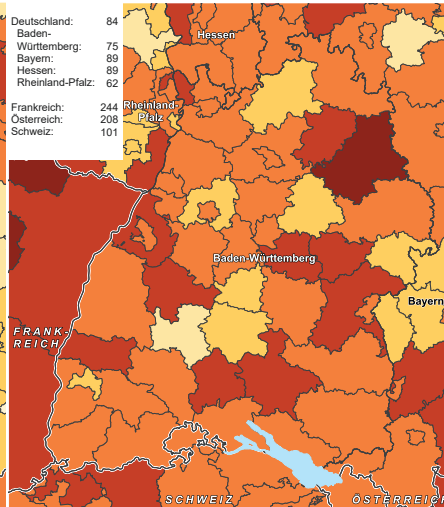 Deutschland: 84
Baden-
Württemberg: 75
Bayern: 89
Hessen: 89
Rheinland-Pfalz: 62
Frankreich: 244
Österreich: 208
Schweiz: 101
Hessen
Rheinland-
Pfalz
Baden-Württemberg
Bayern
FRANK-
REICH
SCHWEIZ
ÖSTERREICH